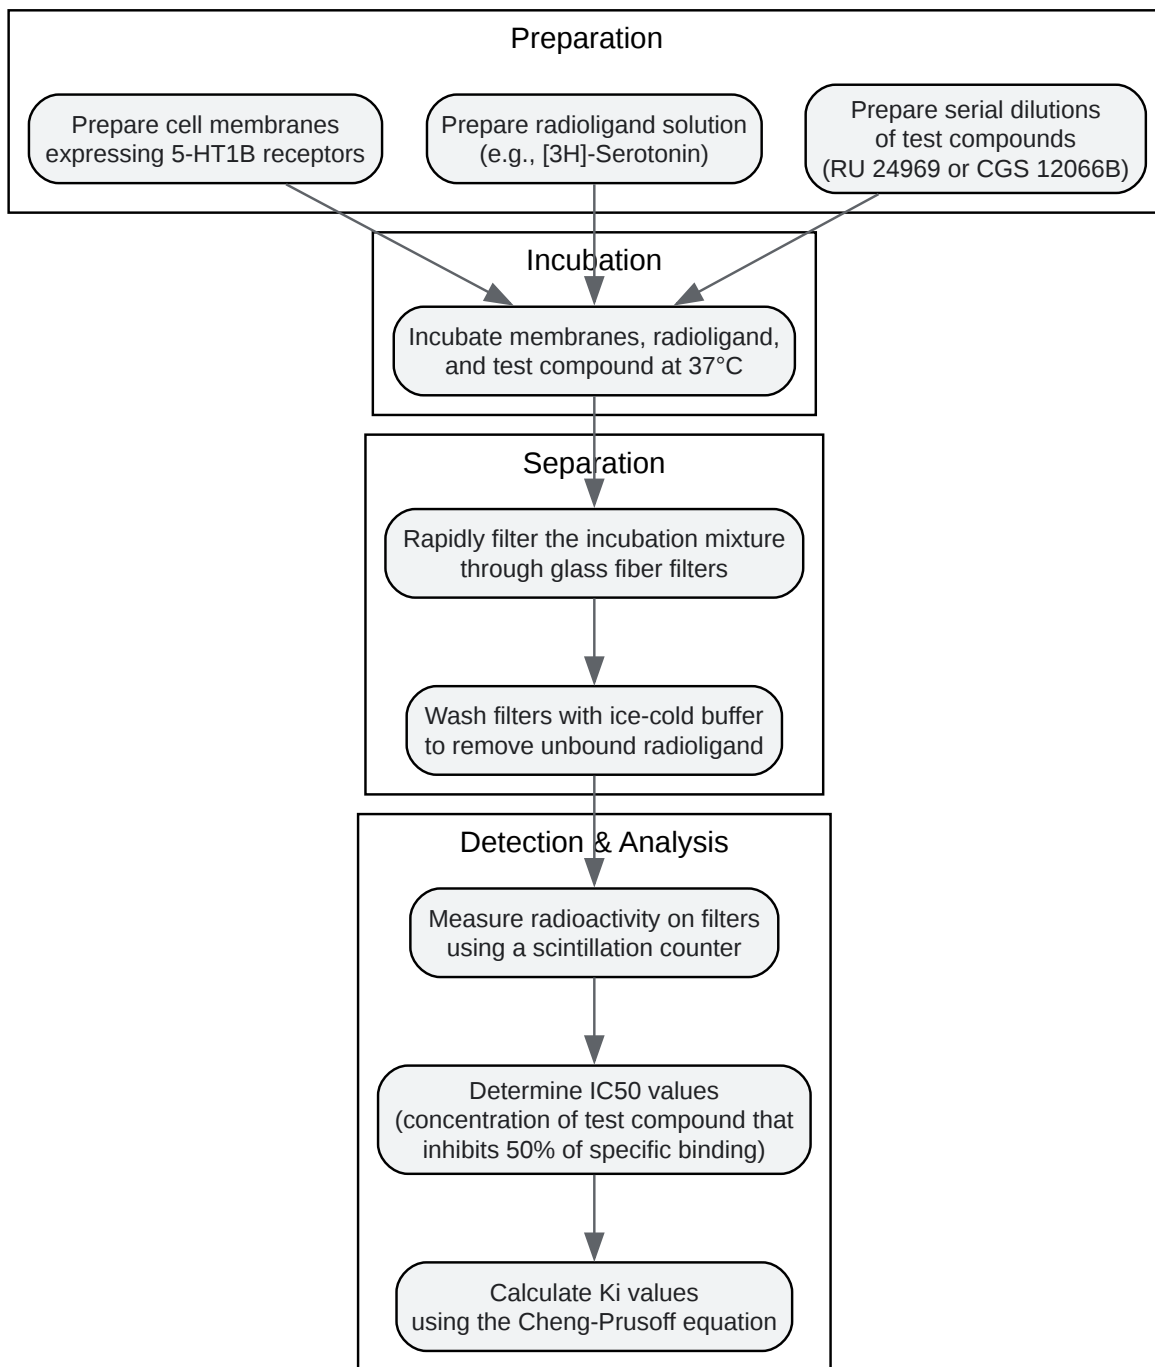 Preparation
Prepare cell membranes
expressing 5-HT1B receptors
Prepare radioligand solution
(e.g., [3H]-Serotonin)
Prepare serial dilutions
of test compounds
(RU 24969 or CGS 12066B)
Incubation
Incubate membranes, radioligand,
and test compound at 37°C
Separation
Rapidly filter the incubation mixture
through glass fiber filters
Wash filters with ice-cold buffer
to remove unbound radioligand
Detection & Analysis
Measure radioactivity on filters
using a scintillation counter
Determine IC50 values
(concentration of test compound that
inhibits 50% of specific binding)
Calculate Ki values
using the Cheng-Prusoff equation